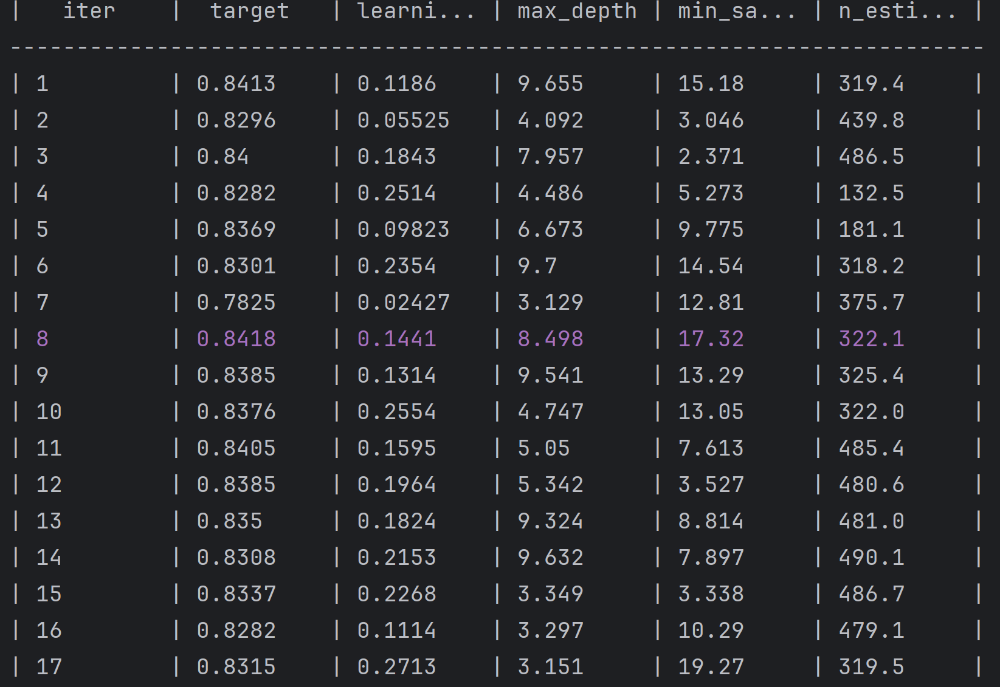 |   iter    |  target   | learni... | max_depth | min_sa... | n_esti... |
-------------------------------------------------------------------------
| 1         | 0.8413    | 0.1186    | 9.655     | 15.18     | 319.4     |
| 2         | 0.8296    | 0.05525   | 4.092     | 3.046     | 439.8     |
| 3         | 0.84      | 0.1843    | 7.957     | 2.371     | 486.5     |
| 4         | 0.8282    | 0.2514    | 4.486     | 5.273     | 132.5     |
| 5         | 0.8369    | 0.09823   | 6.673     | 9.775     | 181.1     |
| 6         | 0.8301    | 0.2354    | 9.7       | 14.54     | 318.2     |
| 7         | 0.7825    | 0.02427   | 3.129     | 12.81     | 375.7     |
| 8         | 0.8418    | 0.1441    | 8.498     | 17.32     | 322.1     |
| 9         | 0.8385    | 0.1314    | 9.541     | 13.29     | 325.4     |
| 10        | 0.8376    | 0.2554    | 4.747     | 13.05     | 322.0     |
| 11        | 0.8405    | 0.1595    | 5.05      | 7.613     | 485.4     |
| 12        | 0.8385    | 0.1964    | 5.342     | 3.527     | 480.6     |
| 13        | 0.835     | 0.1824    | 9.324     | 8.814     | 481.0     |
| 14        | 0.8308    | 0.2153    | 9.632     | 7.897     | 490.1     |
| 15        | 0.8337    | 0.2268    | 3.349     | 3.338     | 486.7     |
| 16        | 0.8282    | 0.1114    | 3.297     | 10.29     | 479.1     |
| 17        | 0.8315    | 0.2713    | 3.151     | 19.27     | 319.5     |